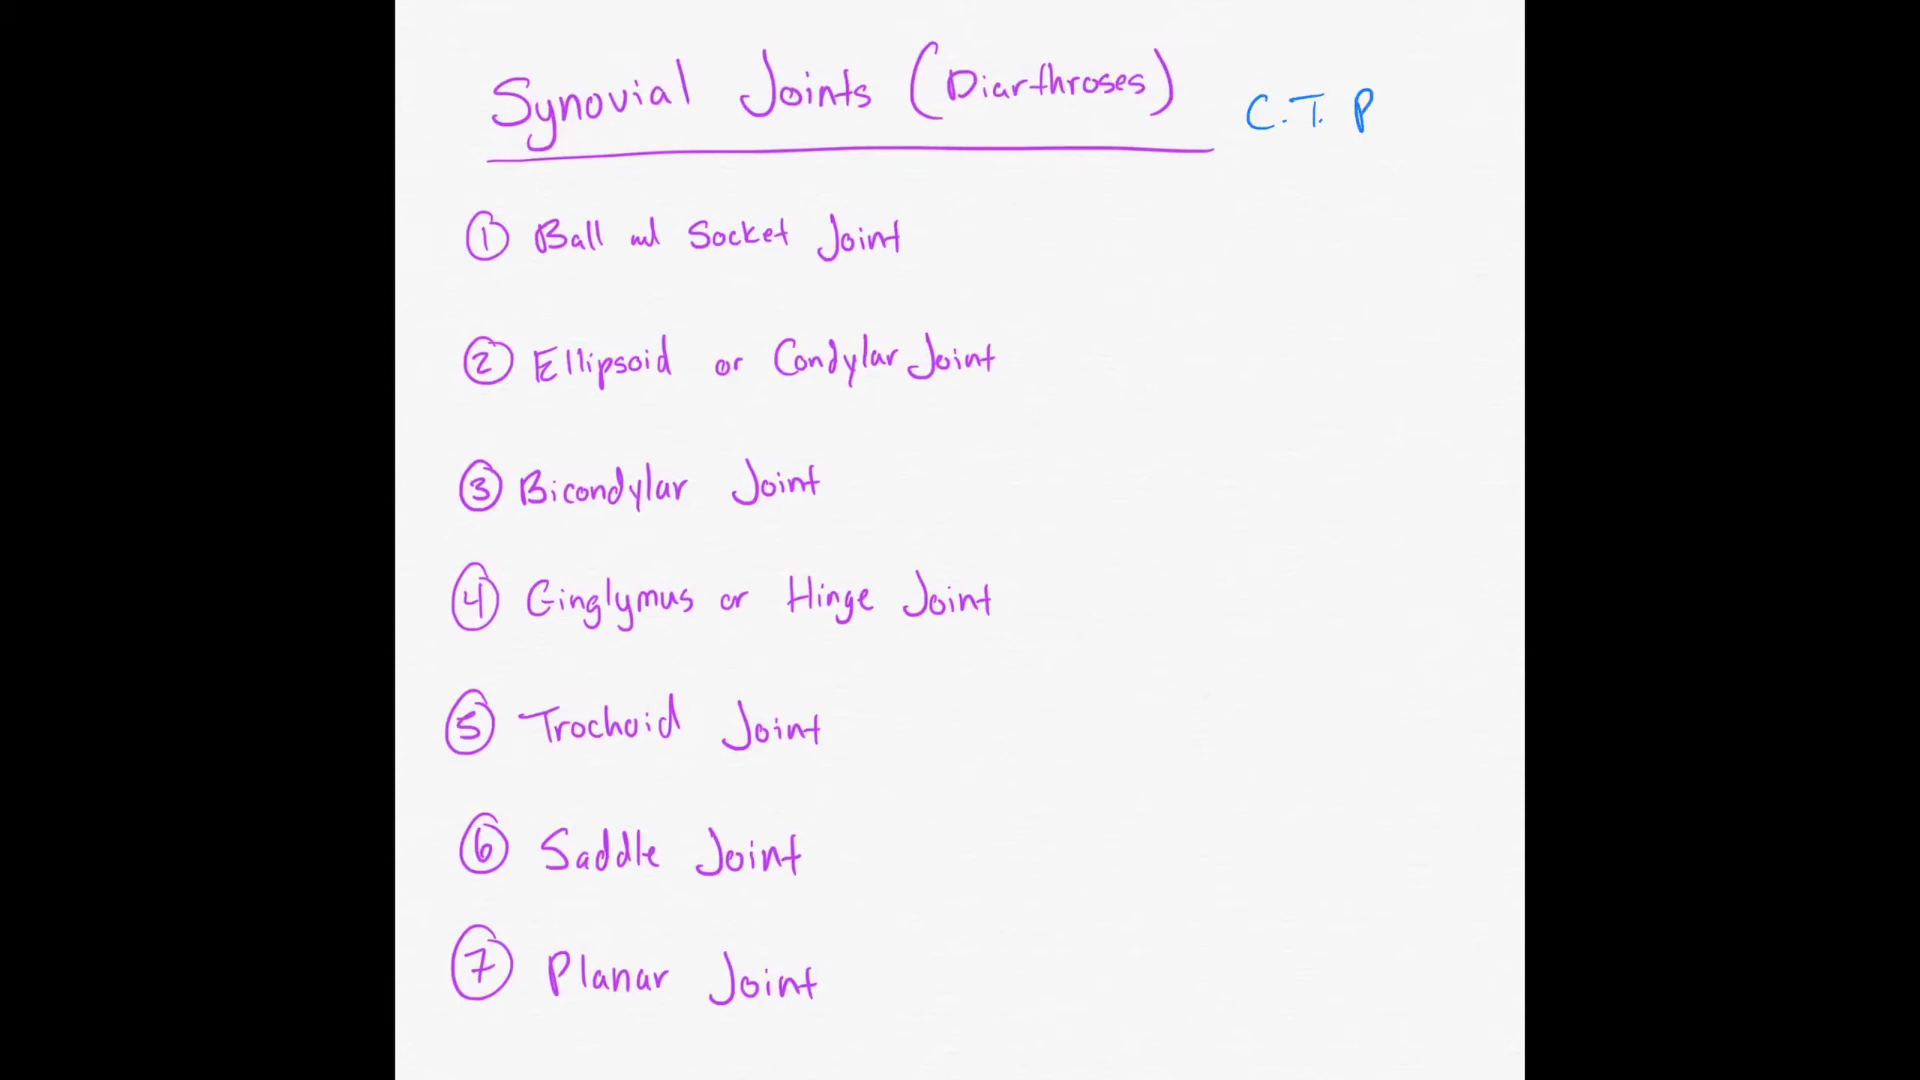 Synovial Joints (Diarthroses) C.T. P
① Ball w/ Socket Joint
② Ellipsoid or Condylar Joint
③ Bicondylar Joint
④ Ginglymus or Hinge Joint
⑤ Trochoid Joint
⑥ Saddle Joint
⑦ Planar Joint